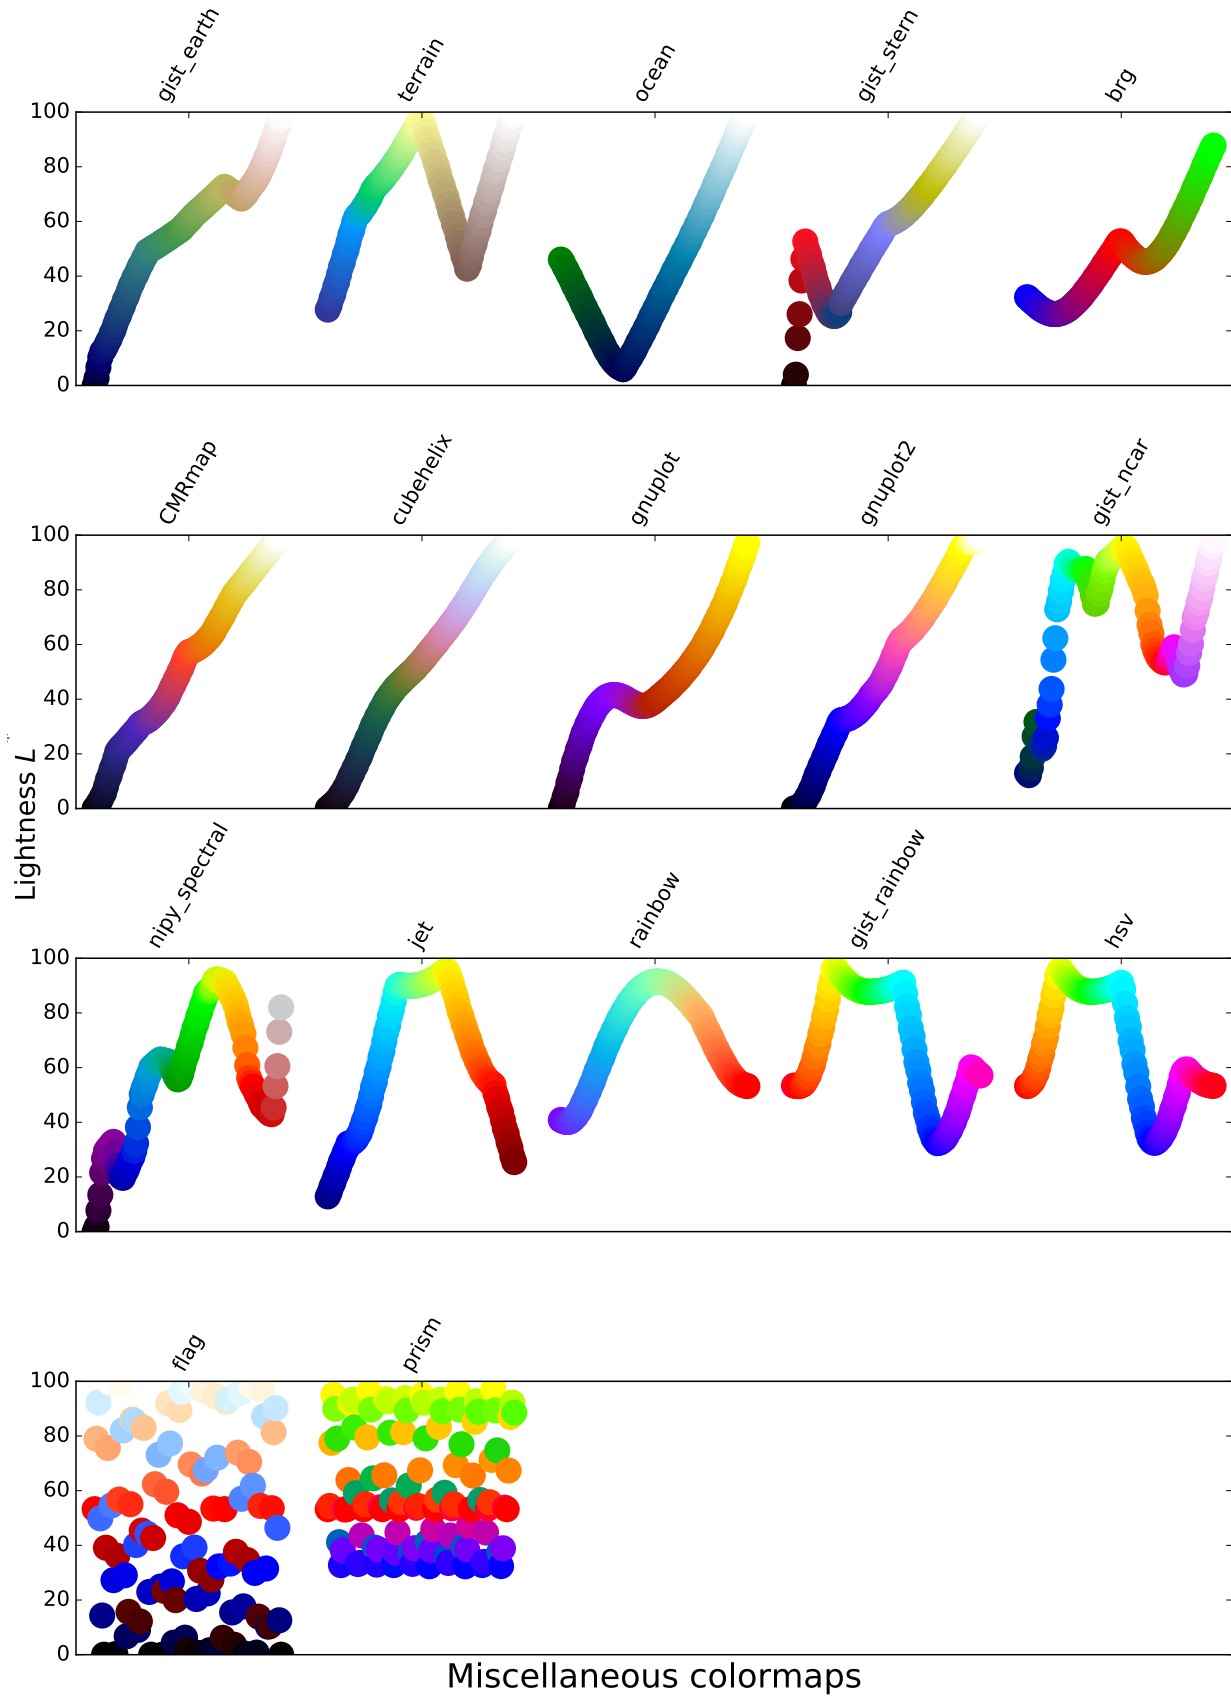 gist_earth
terrain
ocean
gist_stern
brg
100
80
60
40
20
0
CMRmap
cubehelix
gnuplot
gnuplot2
gist_ncar
100
80
60
40
20
0
Lightness L
nipy_spectral
jet
rainbow
gist_rainbow
hsv
100
80
60
40
20
0
flag
prism
100
80
60
40
20
0
Miscellaneous colormaps